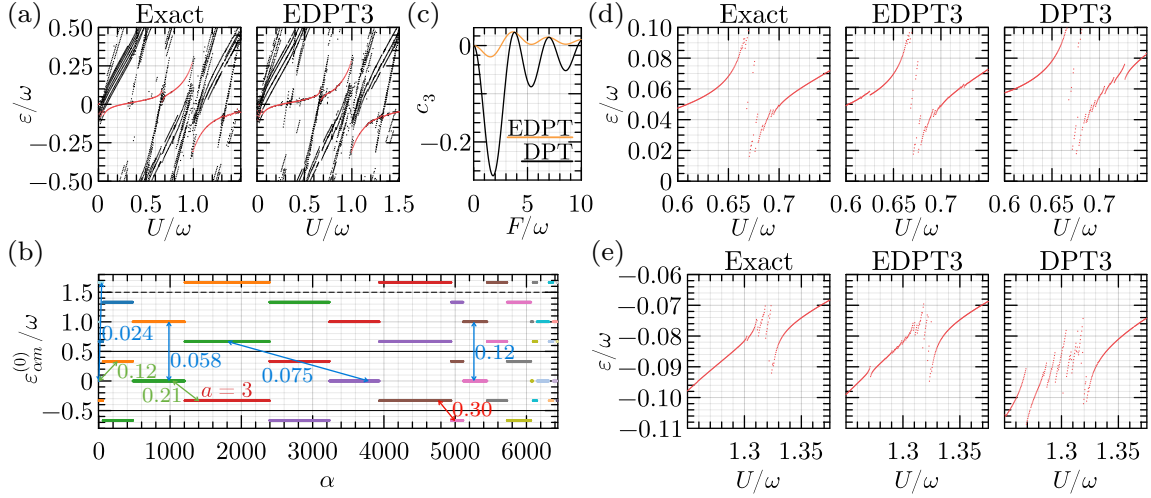 (a)
Exact
EDPT3
0.50
0.25
0
−0.25
−0.50
ε/ω
0 0.5 1.0
0 0.5 1.0 1.5
U/ω
U/ω
(c)
0
−0.2
c₃
EDPT
DPT
0 5 10
F/ω
(d)
Exact
EDPT3
DPT3
0.10
0.08
0.06
0.04
0.02
0
ε/ω
0.6 0.65 0.7
0.6 0.65 0.7
0.6 0.65 0.7
U/ω
U/ω
U/ω
(b)
1.5
1.0
0.5
0
−0.5
ε⁽⁰⁾αm/ω
0.024
0.12
0.058
0.21
a = 3
0.075
0.12
0.30
0 1000 2000 3000 4000 5000 6000
α
(e)
Exact
EDPT3
DPT3
−0.06
−0.07
−0.08
−0.09
−0.10
−0.11
ε/ω
1.3 1.35
1.3 1.35
1.3 1.35
U/ω
U/ω
U/ω